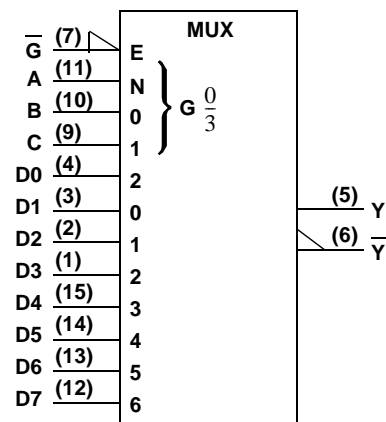 MUX
G (7) E
A (11) N
B (10) 0
C (9) 1
G 0/3
D0 (4) 2
D1 (3) 0
D2 (2) 1
D3 (1) 2
D4 (15) 3
D5 (14) 4
D6 (13) 5
D7 (12) 6
(5) Y
(6) Y